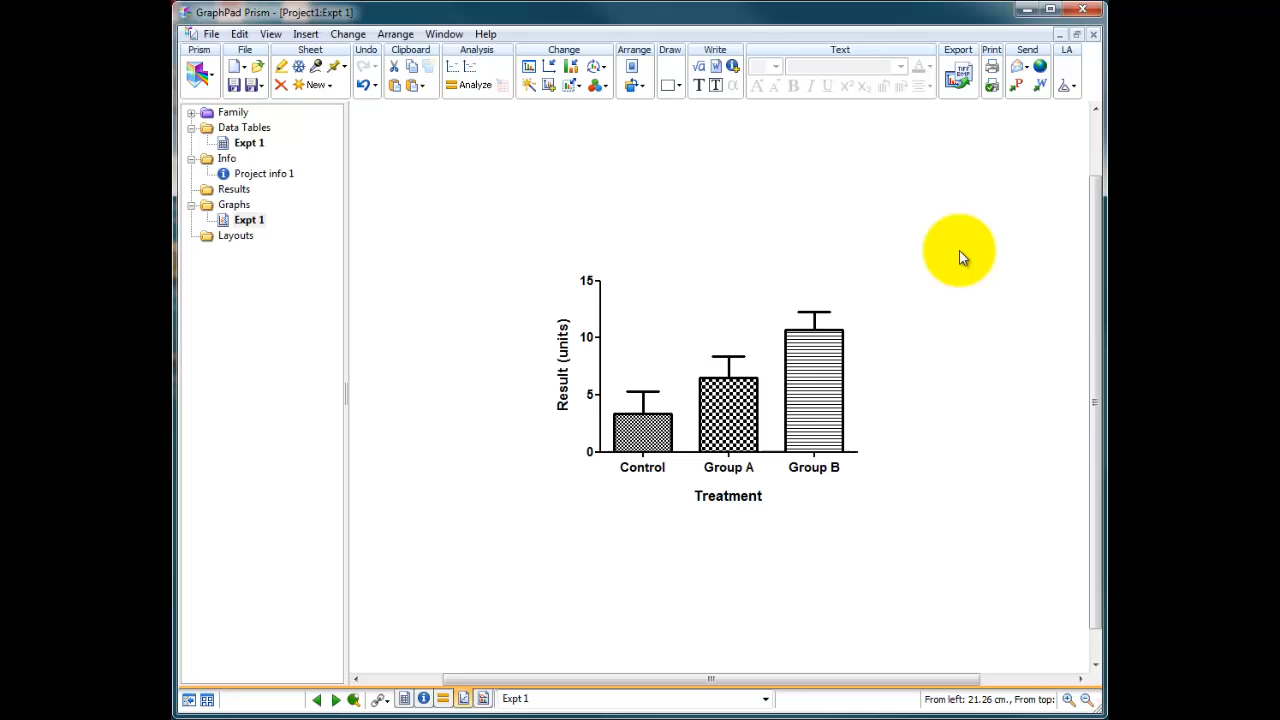 GraphPad Prism - [Project1:Expt 1]
File Edit View Insert Change Arrange Window Help
Prism File Sheet Undo Clipboard Analysis Change Arrange Draw Write Text Export Print Send LA
New
Analyze
Family
Data Tables
Expt 1
Info
Project info 1
Results
Graphs
Expt 1
Layouts
15
10
5
0
Result (units)
Control Group A Group B
Treatment
Expt 1
From left: 21.26 cm., From top: